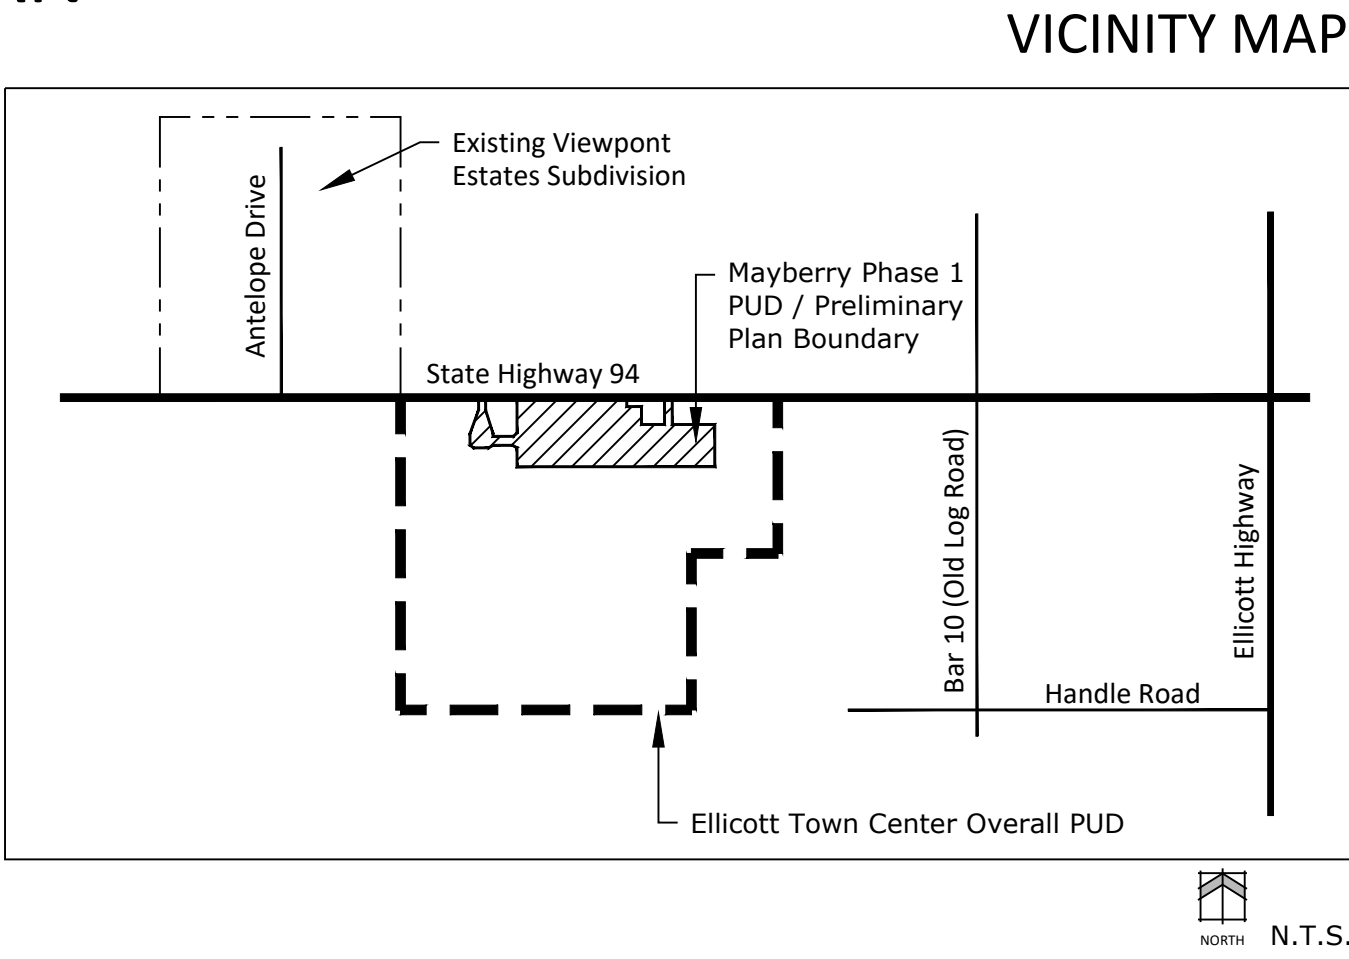 VICINITY MAP
Existing Viewpont
Estates Subdivision
Antelope Drive
Mayberry Phase 1
PUD / Preliminary
Plan Boundary
State Highway 94
Bar 10 (Old Log Road)
Ellicott Highway
Handle Road
Ellicott Town Center Overall PUD
NORTH
N.T.S.